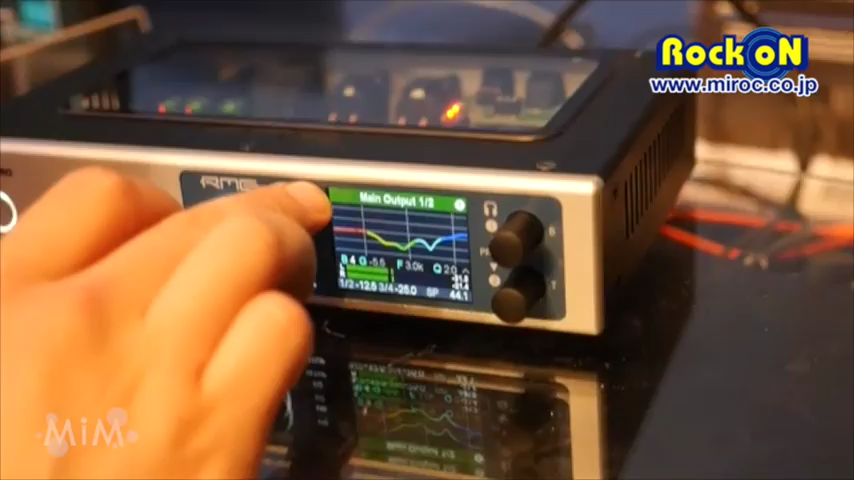 Rock oN
www.miroc.co.jp
RME
Main Output 1/2
B 4 G -5.5 F 3.0k Q 2.0
1/2 -12.5 3/4 -25.0 SP 44.1
MiM